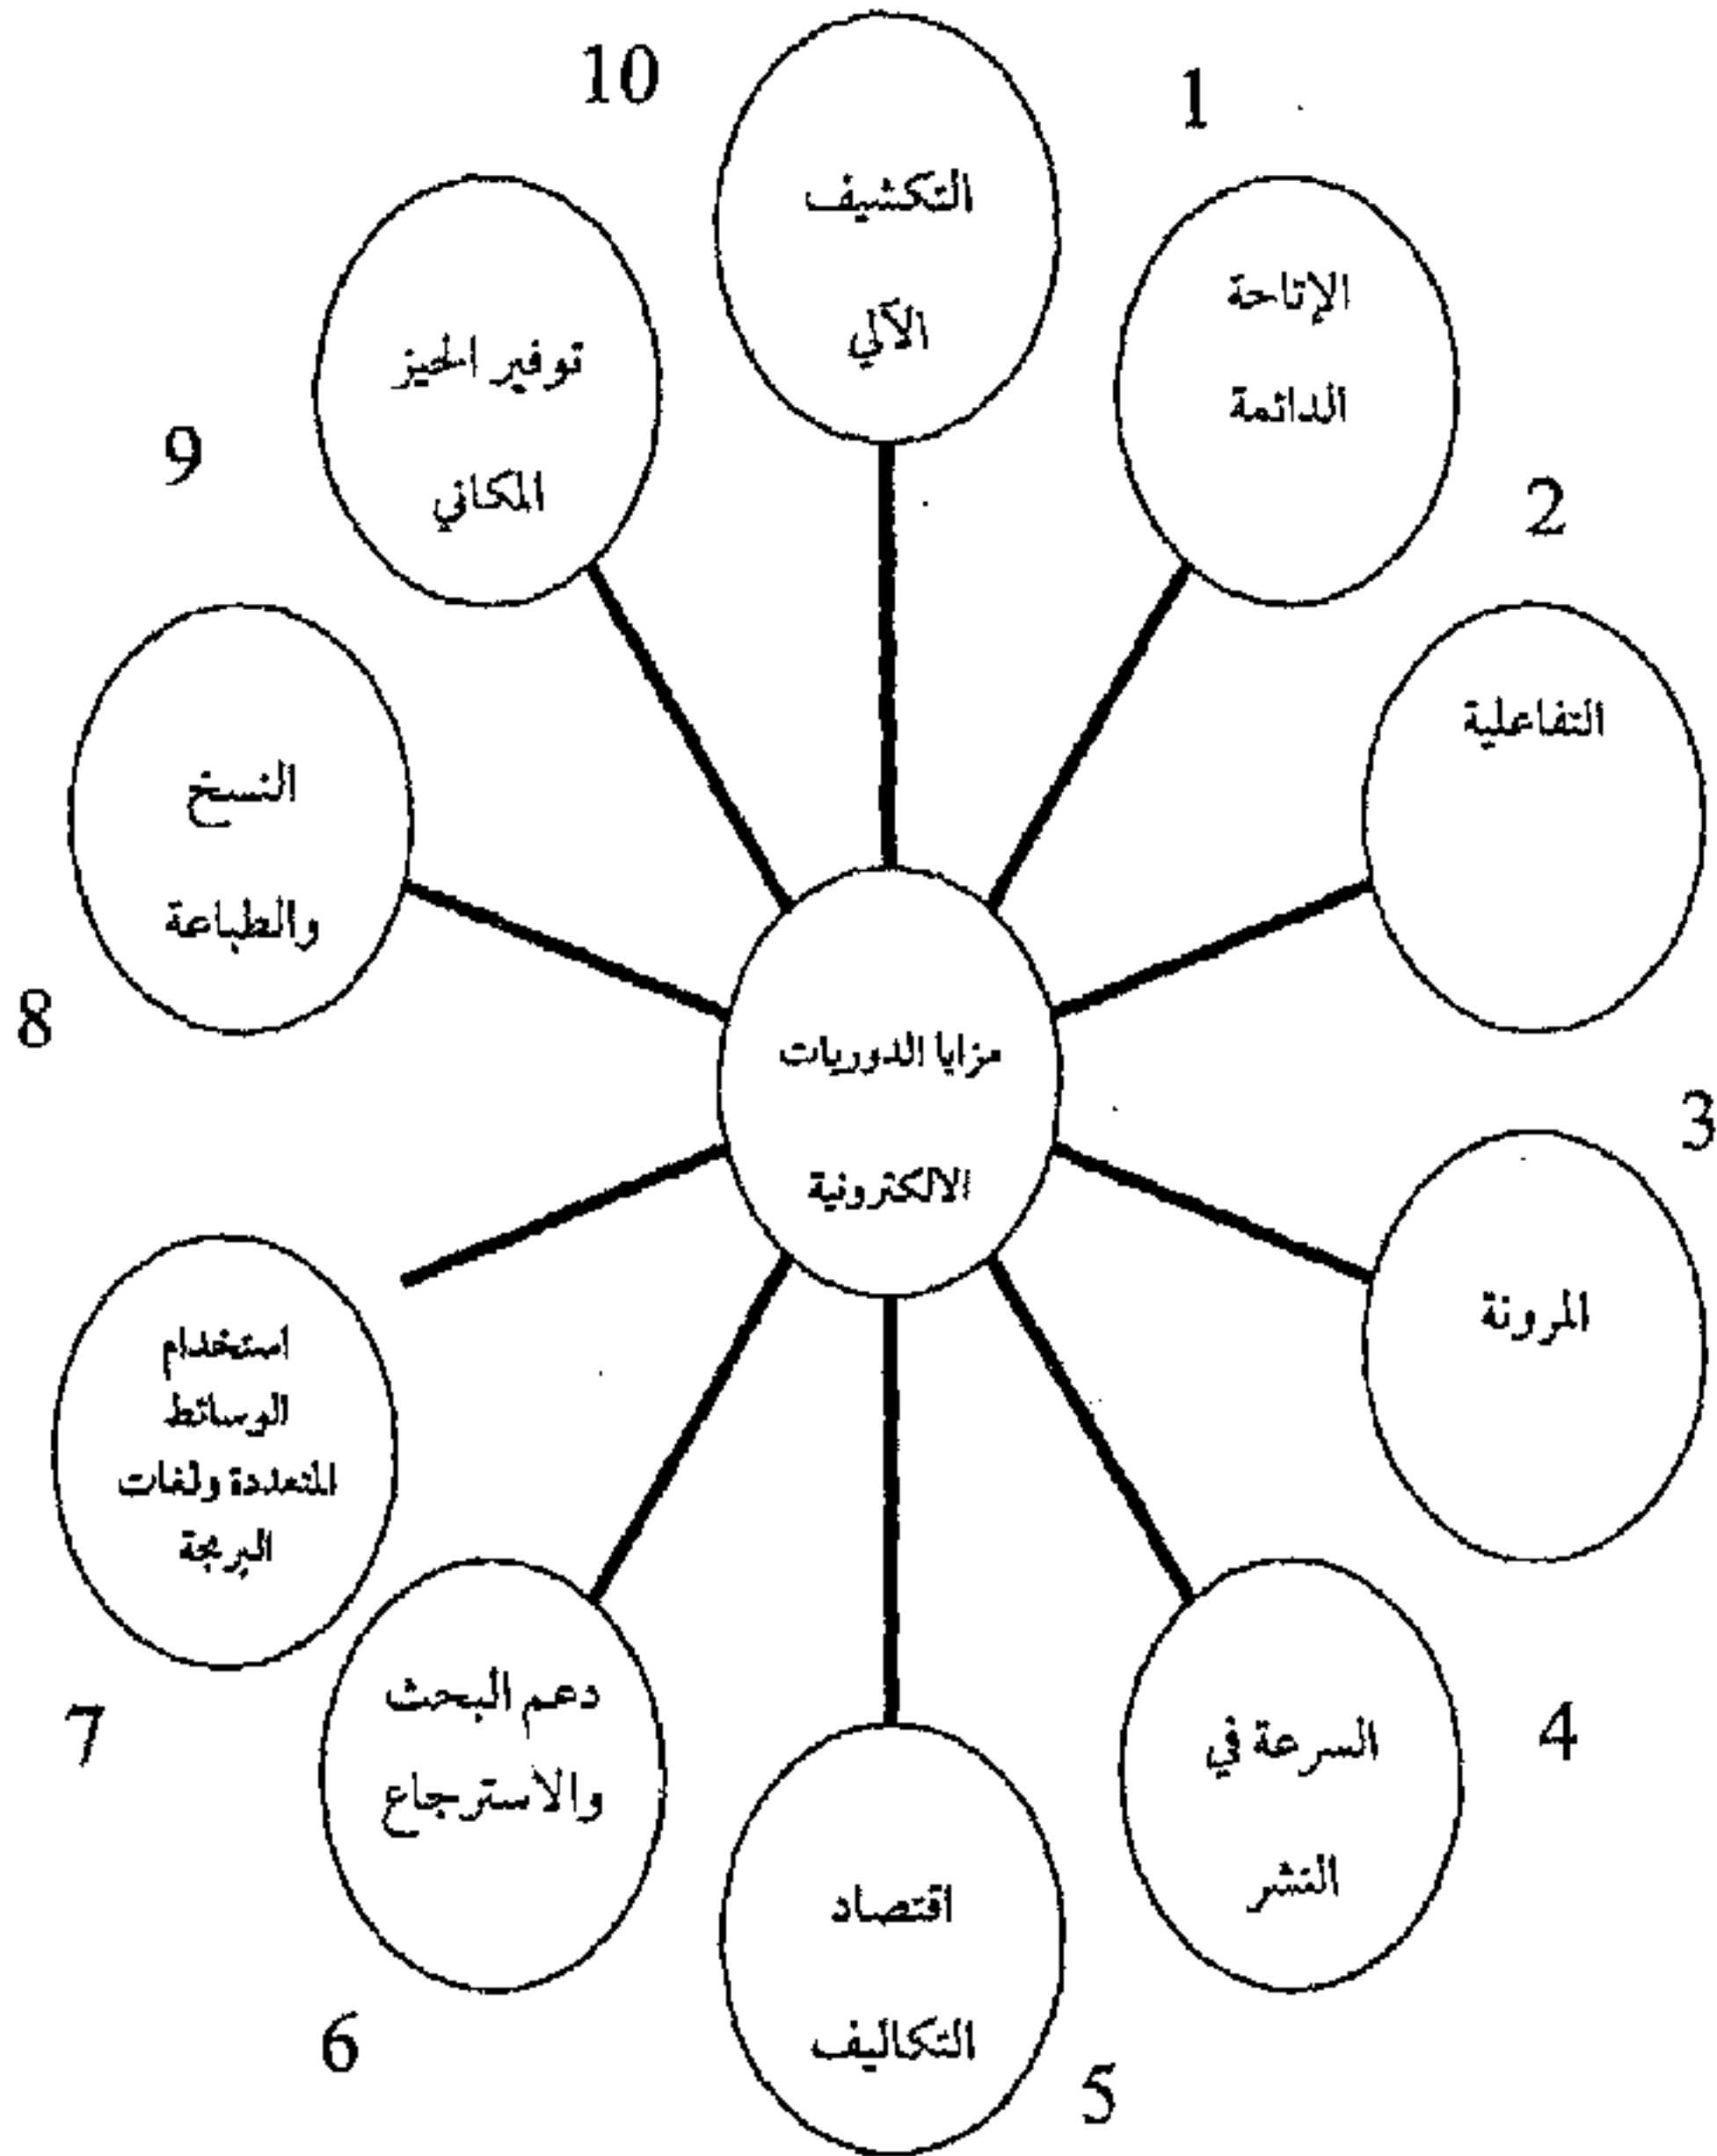 10
التكشيف
الآلي
1
الإتاحة
الدائمة
2
التفاعلية
3
المرونة
4
السرعة في
النشر
5
اقتصاد
التكاليف
6
دعم البحث
والاسترجاع
7
استخدام
الوسائط
المتعددة ولغات
البرمجة
8
النسخ
والطباعة
9
توفير الحيز
المكاني
مزايا الدوريات
الالكترونية